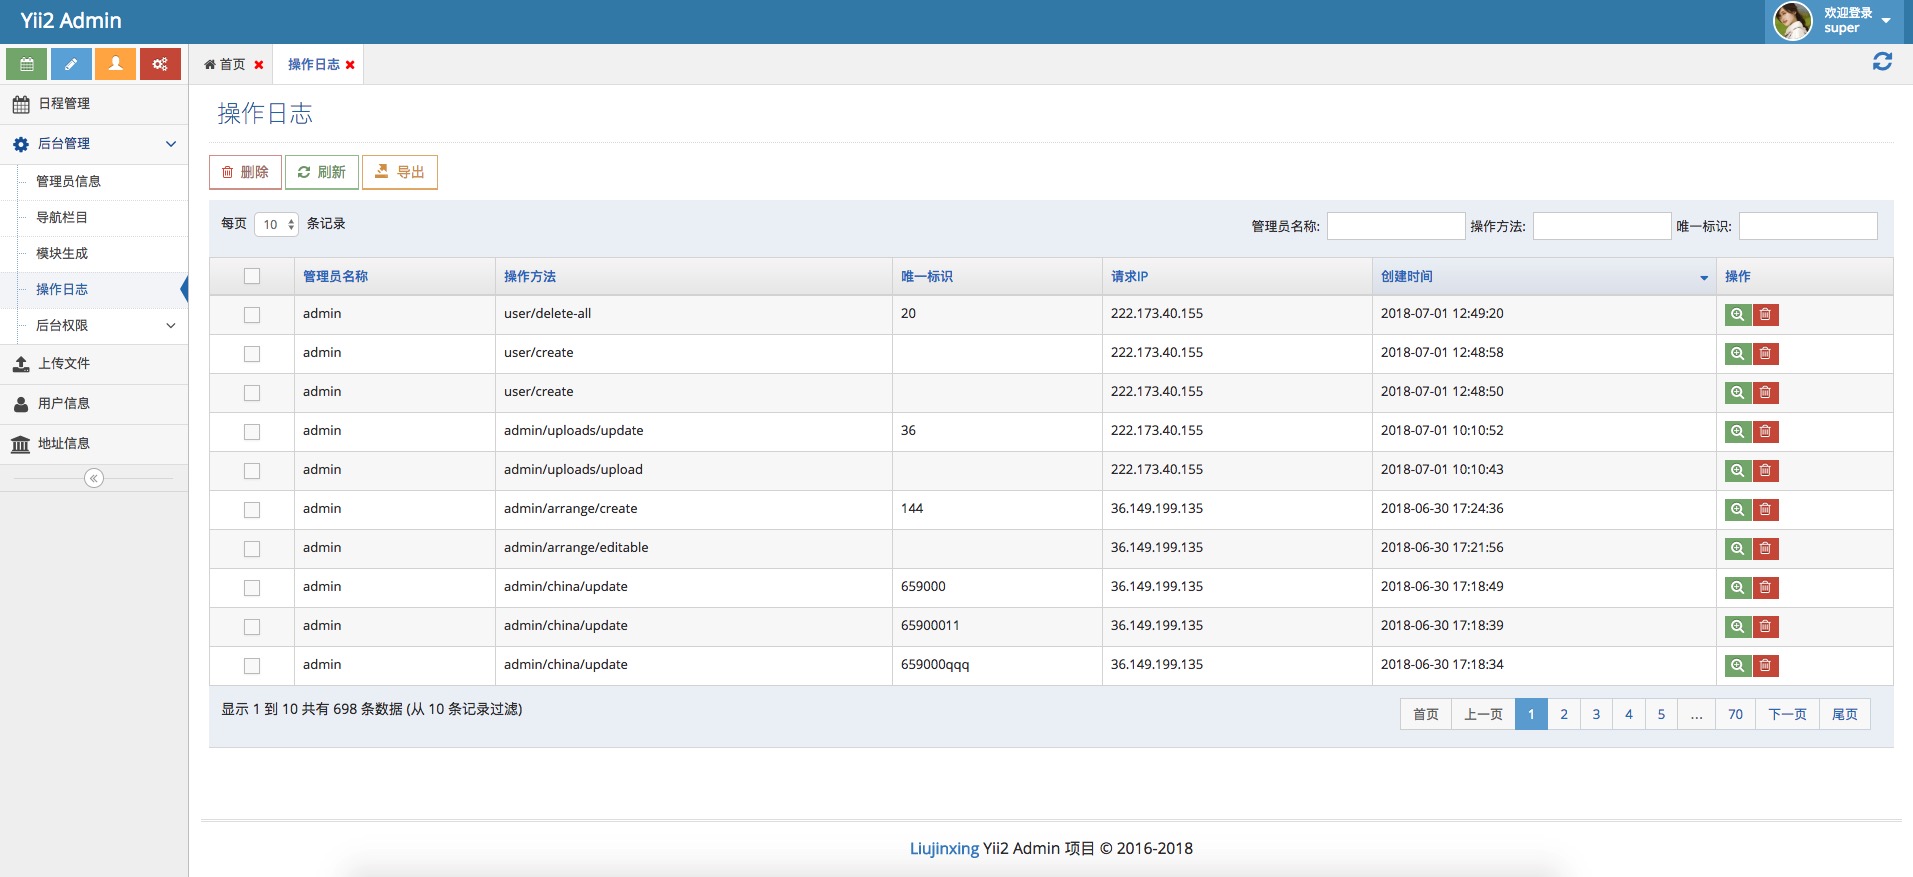 Yii2 Admin
欢迎登录
super
首页
操作日志
日程管理
后台管理
管理员信息
导航栏目
模块生成
操作日志
后台权限
上传文件
用户信息
地址信息
操作日志
删除 刷新 导出
每页 10 条记录 管理员名称: 操作方法: 唯一标识:
管理员名称 操作方法 唯一标识 请求IP 创建时间 操作
admin user/delete-all 20 222.173.40.155 2018-07-01 12:49:20
admin user/create 222.173.40.155 2018-07-01 12:48:58
admin user/create 222.173.40.155 2018-07-01 12:48:50
admin admin/uploads/update 36 222.173.40.155 2018-07-01 10:10:52
admin admin/uploads/upload 222.173.40.155 2018-07-01 10:10:43
admin admin/arrange/create 144 36.149.199.135 2018-06-30 17:24:36
admin admin/arrange/editable 36.149.199.135 2018-06-30 17:21:56
admin admin/china/update 659000 36.149.199.135 2018-06-30 17:18:49
admin admin/china/update 65900011 36.149.199.135 2018-06-30 17:18:39
admin admin/china/update 659000qqq 36.149.199.135 2018-06-30 17:18:34
显示 1 到 10 共有 698 条数据 (从 10 条记录过滤)
首页 上一页 1 2 3 4 5 ... 70 下一页 尾页
Liujinxing Yii2 Admin 项目 © 2016-2018